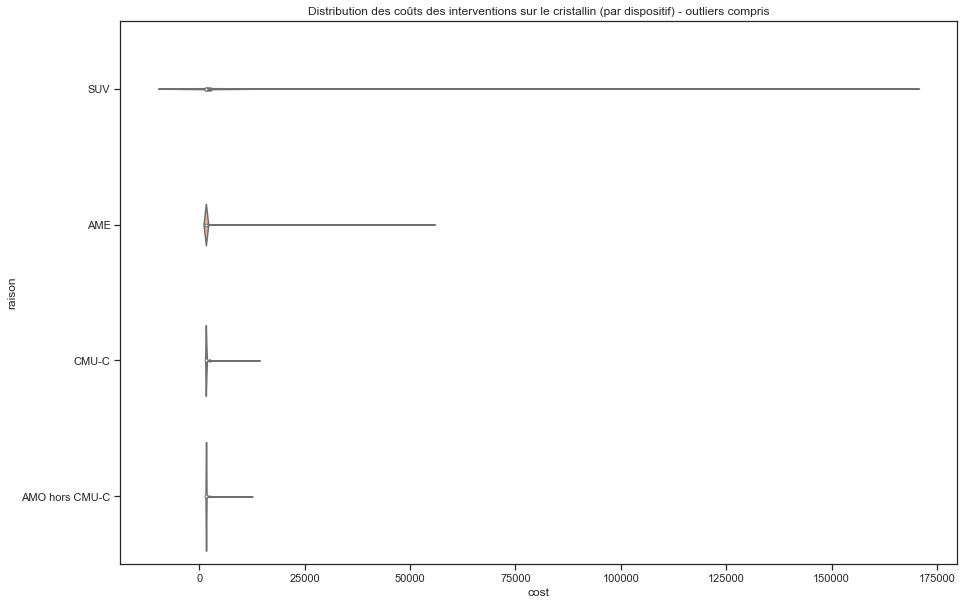 Distribution des coûts des interventions sur le cristallin (par dispositif) - outliers compris
SUV
AME
CMU-C
AMO hors CMU-C
raison
0 25000 50000 75000 100000 125000 150000 175000
cost